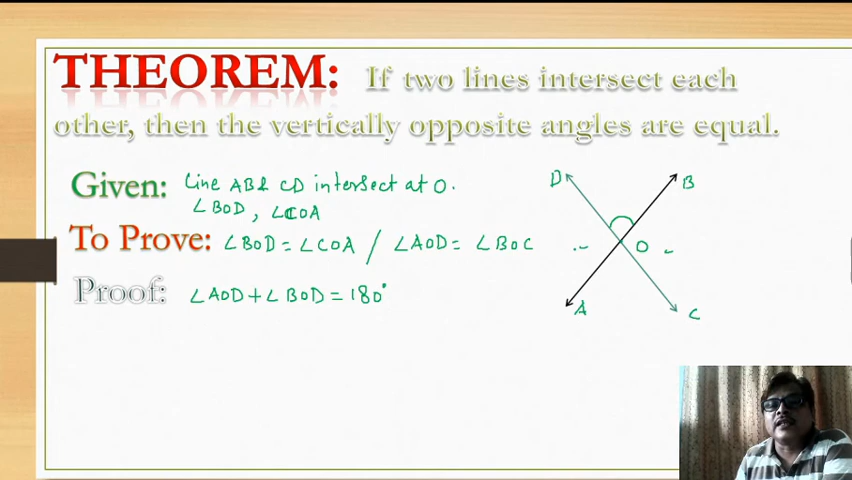 THEOREM: If two lines intersect each
other, then the vertically opposite angles are equal.
Given: Line AB & CD intersect at O.
∠BOD, ∠COA
To Prove: ∠BOD = ∠COA / ∠AOD = ∠BOC
Proof: ∠AOD + ∠BOD = 180°
D
B
O
A
C